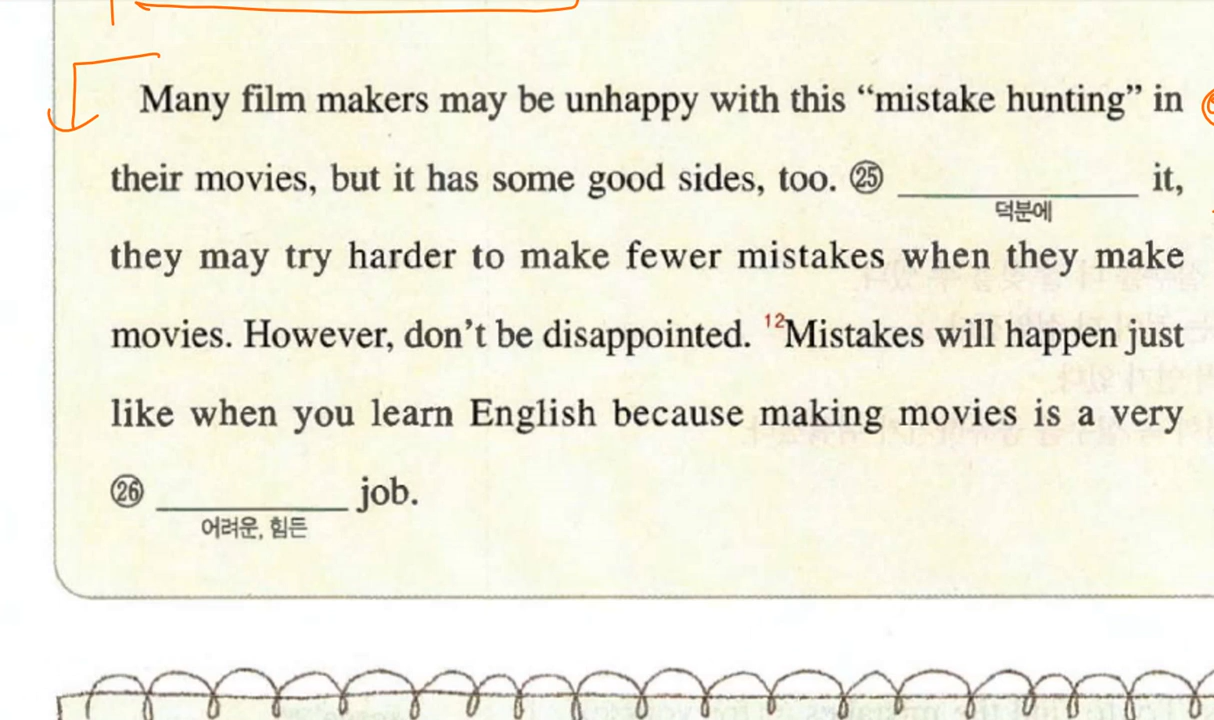 Many film makers may be unhappy with this “mistake hunting” in
their movies, but it has some good sides, too. ㉕ ____________ it,
덕분에
they may try harder to make fewer mistakes when they make
movies. However, don’t be disappointed. 12Mistakes will happen just
like when you learn English because making movies is a very
㉖ __________ job.
어려운, 힘든